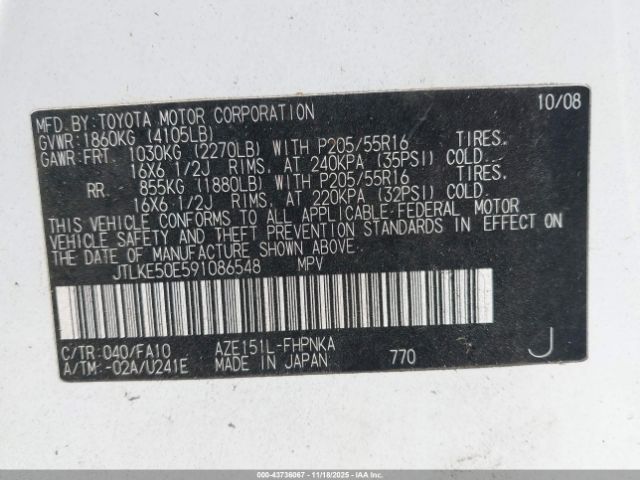 MFD.BY:TOYOTA MOTOR CORPORATION 10/08
GVWR:1860KG (4105LB)
GAWR:FRT. 1030KG (2270LB) WITH P205/55R16 TIRES.
16X6 1/2J RIMS. AT 240KPA (35PSI) COLD.
RR. 855KG (1880LB) WITH P205/55R16 TIRES.
16X6 1/2J RIMS. AT 220KPA (32PSI) COLD.
THIS VEHICLE CONFORMS TO ALL APPLICABLE FEDERAL MOTOR
VEHICLE SAFETY AND THEFT PREVENTION STANDARDS IN EFFECT ON
THE DATE OF MANUFACTURE SHOWN ABOVE.
JTLKE50E591086548 MPV
C/TR:040/FA10 AZE151L-FHPNKA
A/TM:-02A/U241E MADE IN JAPAN 770 J
000-43736067 - 11/18/2025 - IAAI.com